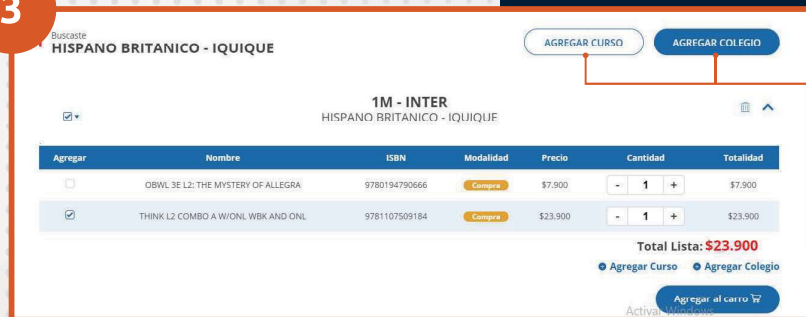 3
Buscaste
HISPANO BRITANICO - IQUIQUE
AGREGAR CURSO
AGREGAR COLEGIO
1M - INTER
HISPANO BRITANICO - IQUIQUE
Agregar Nombre ISBN Modalidad Precio Cantidad Totalidad
OBWL 3E L2: THE MYSTERY OF ALLEGRA 9780194790666 Compra $7.900 - 1 + $7.900
THINK L2 COMBO A W/ONL WBK AND ONL 9781107509184 Compra $23.900 - 1 + $23.900
Total Lista: $23.900
Agregar Curso Agregar Colegio
Agregar al carro
Activar Windows